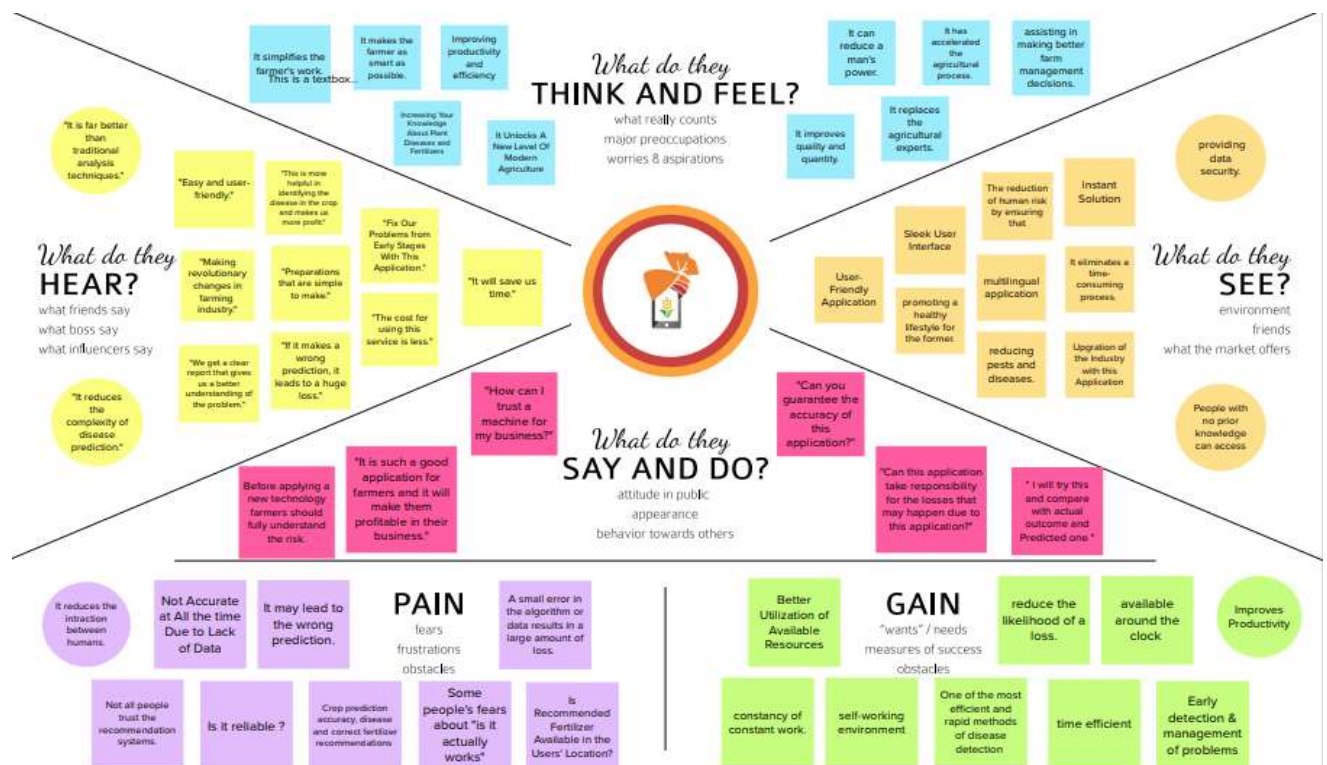 What do they
THINK AND FEEL?
what really counts
major preoccupations
worries & aspirations
It simplifies the
farmer's work.
This is a textbox...
It makes the
farmer as
smart as
possible.
Improving
productivity
and
efficiency
Increasing Your
Knowledge
About Plant
Diseases and
Fertilizers
It Unlocks A
New Level Of
Modern
Agriculture
It can
reduce a
man's
power.
It has
accelerated
the
agricultural
process.
assisting in
making better
farm
management
decisions.
It improves
quality and
quantity.
It replaces
the
agricultural
experts.
What do they
HEAR?
what friends say
what boss say
what influencers say
"It is far better
than
traditional
analysis
techniques."
"Easy and user-
friendly."
"This is more
helpful in
identifying the
disease in the crop
and makes us
more profit"
"Fix Our
Problems from
Early Stages
With This
Application."
"Making
revolutionary
changes in
farming
industry."
"Preparations
that are simple
to make."
"It will save us
time."
"The cost for
using this
service is less."
"We get a clear
report that gives
us a better
understanding of
the problem."
"If it makes a
wrong
prediction, it
leads to a huge
loss."
"It reduces
the
complexity of
disease
prediction."
What do they
SEE?
environment
friends
what the market offers
providing
data
security.
The reduction
of human risk
by ensuring
that
Instant
Solution
Sleek User
Interface
User-
Friendly
Application
multilingual
application
It eliminates a
time-
consuming
process.
promoting a
healthy
lifestyle for
the former.
reducing
pests and
diseases.
Upgration of
the Industry
with this
Application
People with
no prior
knowledge
can access
What do they
SAY AND DO?
attitude in public
appearance
behavior towards others
"How can I
trust a
machine for
my business?"
"It is such a good
application for
farmers and it will
make them
profitable in their
business."
Before applying a
new technology
farmers should
fully understand
the risk.
"Can you
guarantee the
accuracy of
this
application?"
"Can this application
take responsibility
for the losses that
may happen due to
this application?"
" I will try this
and compare
with actual
outcome and
Predicted one "
PAIN
fears
frustrations
obstacles
It reduces the
intraction
between
humans.
Not Accurate
at All the time
Due to Lack
of Data
It may lead to
the wrong
prediction.
A small error in
the algorithm or
data results in a
large amount of
loss.
Not all people
trust the
recommendation
systems.
Is it reliable ?
Crop prediction
accuracy, disease
and correct fertilizer
recommendations
Some
people's fears
about "is it
actually
works"
Is
Recommended
Fertilizer
Available in the
Users' Location?
GAIN
"wants" / needs
measures of success
obstacles
Better
Utilization of
Available
Resources
reduce the
likelihood of a
loss.
available
around the
clock
Improves
Productivity
constancy of
constant work.
self-working
environment
One of the most
efficient and
rapid methods
of disease
detection
time efficient
Early
detection &
management
of problems